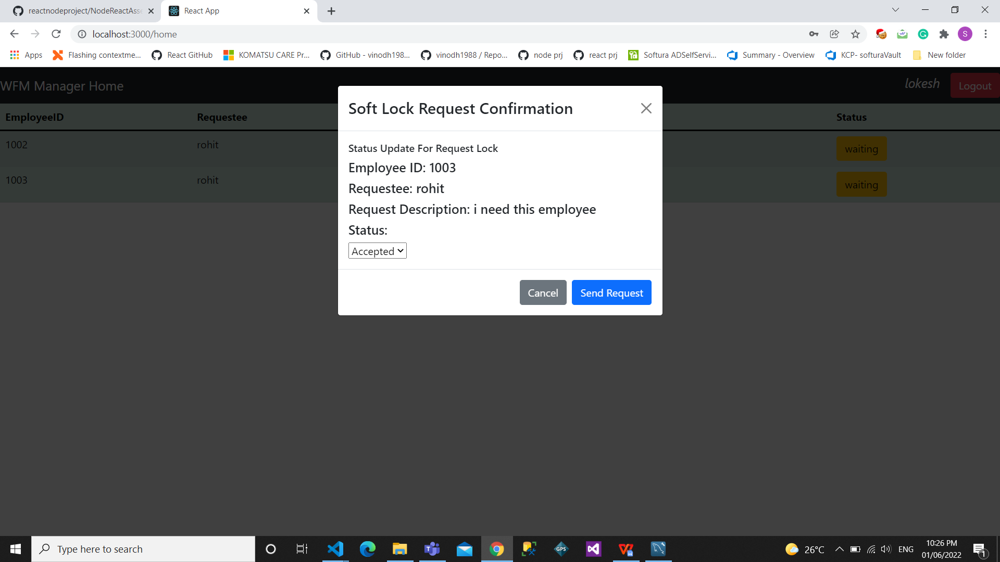 reactnodeproject/NodeReactAsse
React App
localhost:3000/home
S
Apps
Flashing contextme...
React GitHub
KOMATSU CARE Pr...
GitHub - vinodh198...
vinodh1988 / Repo...
node prj
react prj
Softura ADSelfServi...
Summary - Overview
KCP- softuraVault
New folder
WFM Manager Home
lokesh
Logout
EmployeeID
Requestee
Status
1002
rohit
waiting
1003
rohit
waiting
Soft Lock Request Confirmation
Status Update For Request Lock
Employee ID: 1003
Requestee: rohit
Request Description: i need this employee
Status:
Accepted
Cancel
Send Request
Type here to search
GPS
26°C
ENG
10:26 PM
01/06/2022
1